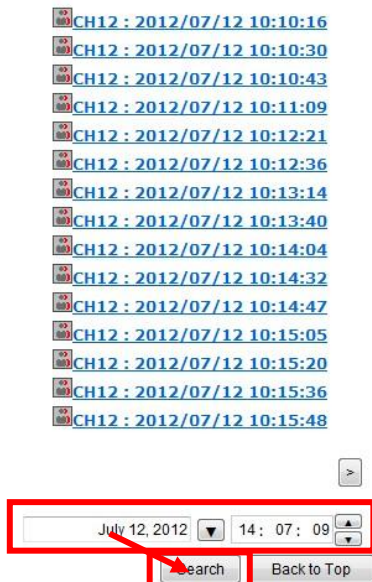 CH12 : 2012/07/12 10:10:16
CH12 : 2012/07/12 10:10:30
CH12 : 2012/07/12 10:10:43
CH12 : 2012/07/12 10:11:09
CH12 : 2012/07/12 10:12:21
CH12 : 2012/07/12 10:12:36
CH12 : 2012/07/12 10:13:14
CH12 : 2012/07/12 10:13:40
CH12 : 2012/07/12 10:14:04
CH12 : 2012/07/12 10:14:32
CH12 : 2012/07/12 10:14:47
CH12 : 2012/07/12 10:15:05
CH12 : 2012/07/12 10:15:20
CH12 : 2012/07/12 10:15:36
CH12 : 2012/07/12 10:15:48
>
July 12, 2012 ▼ 14 : 07 : 09
Search Back to Top